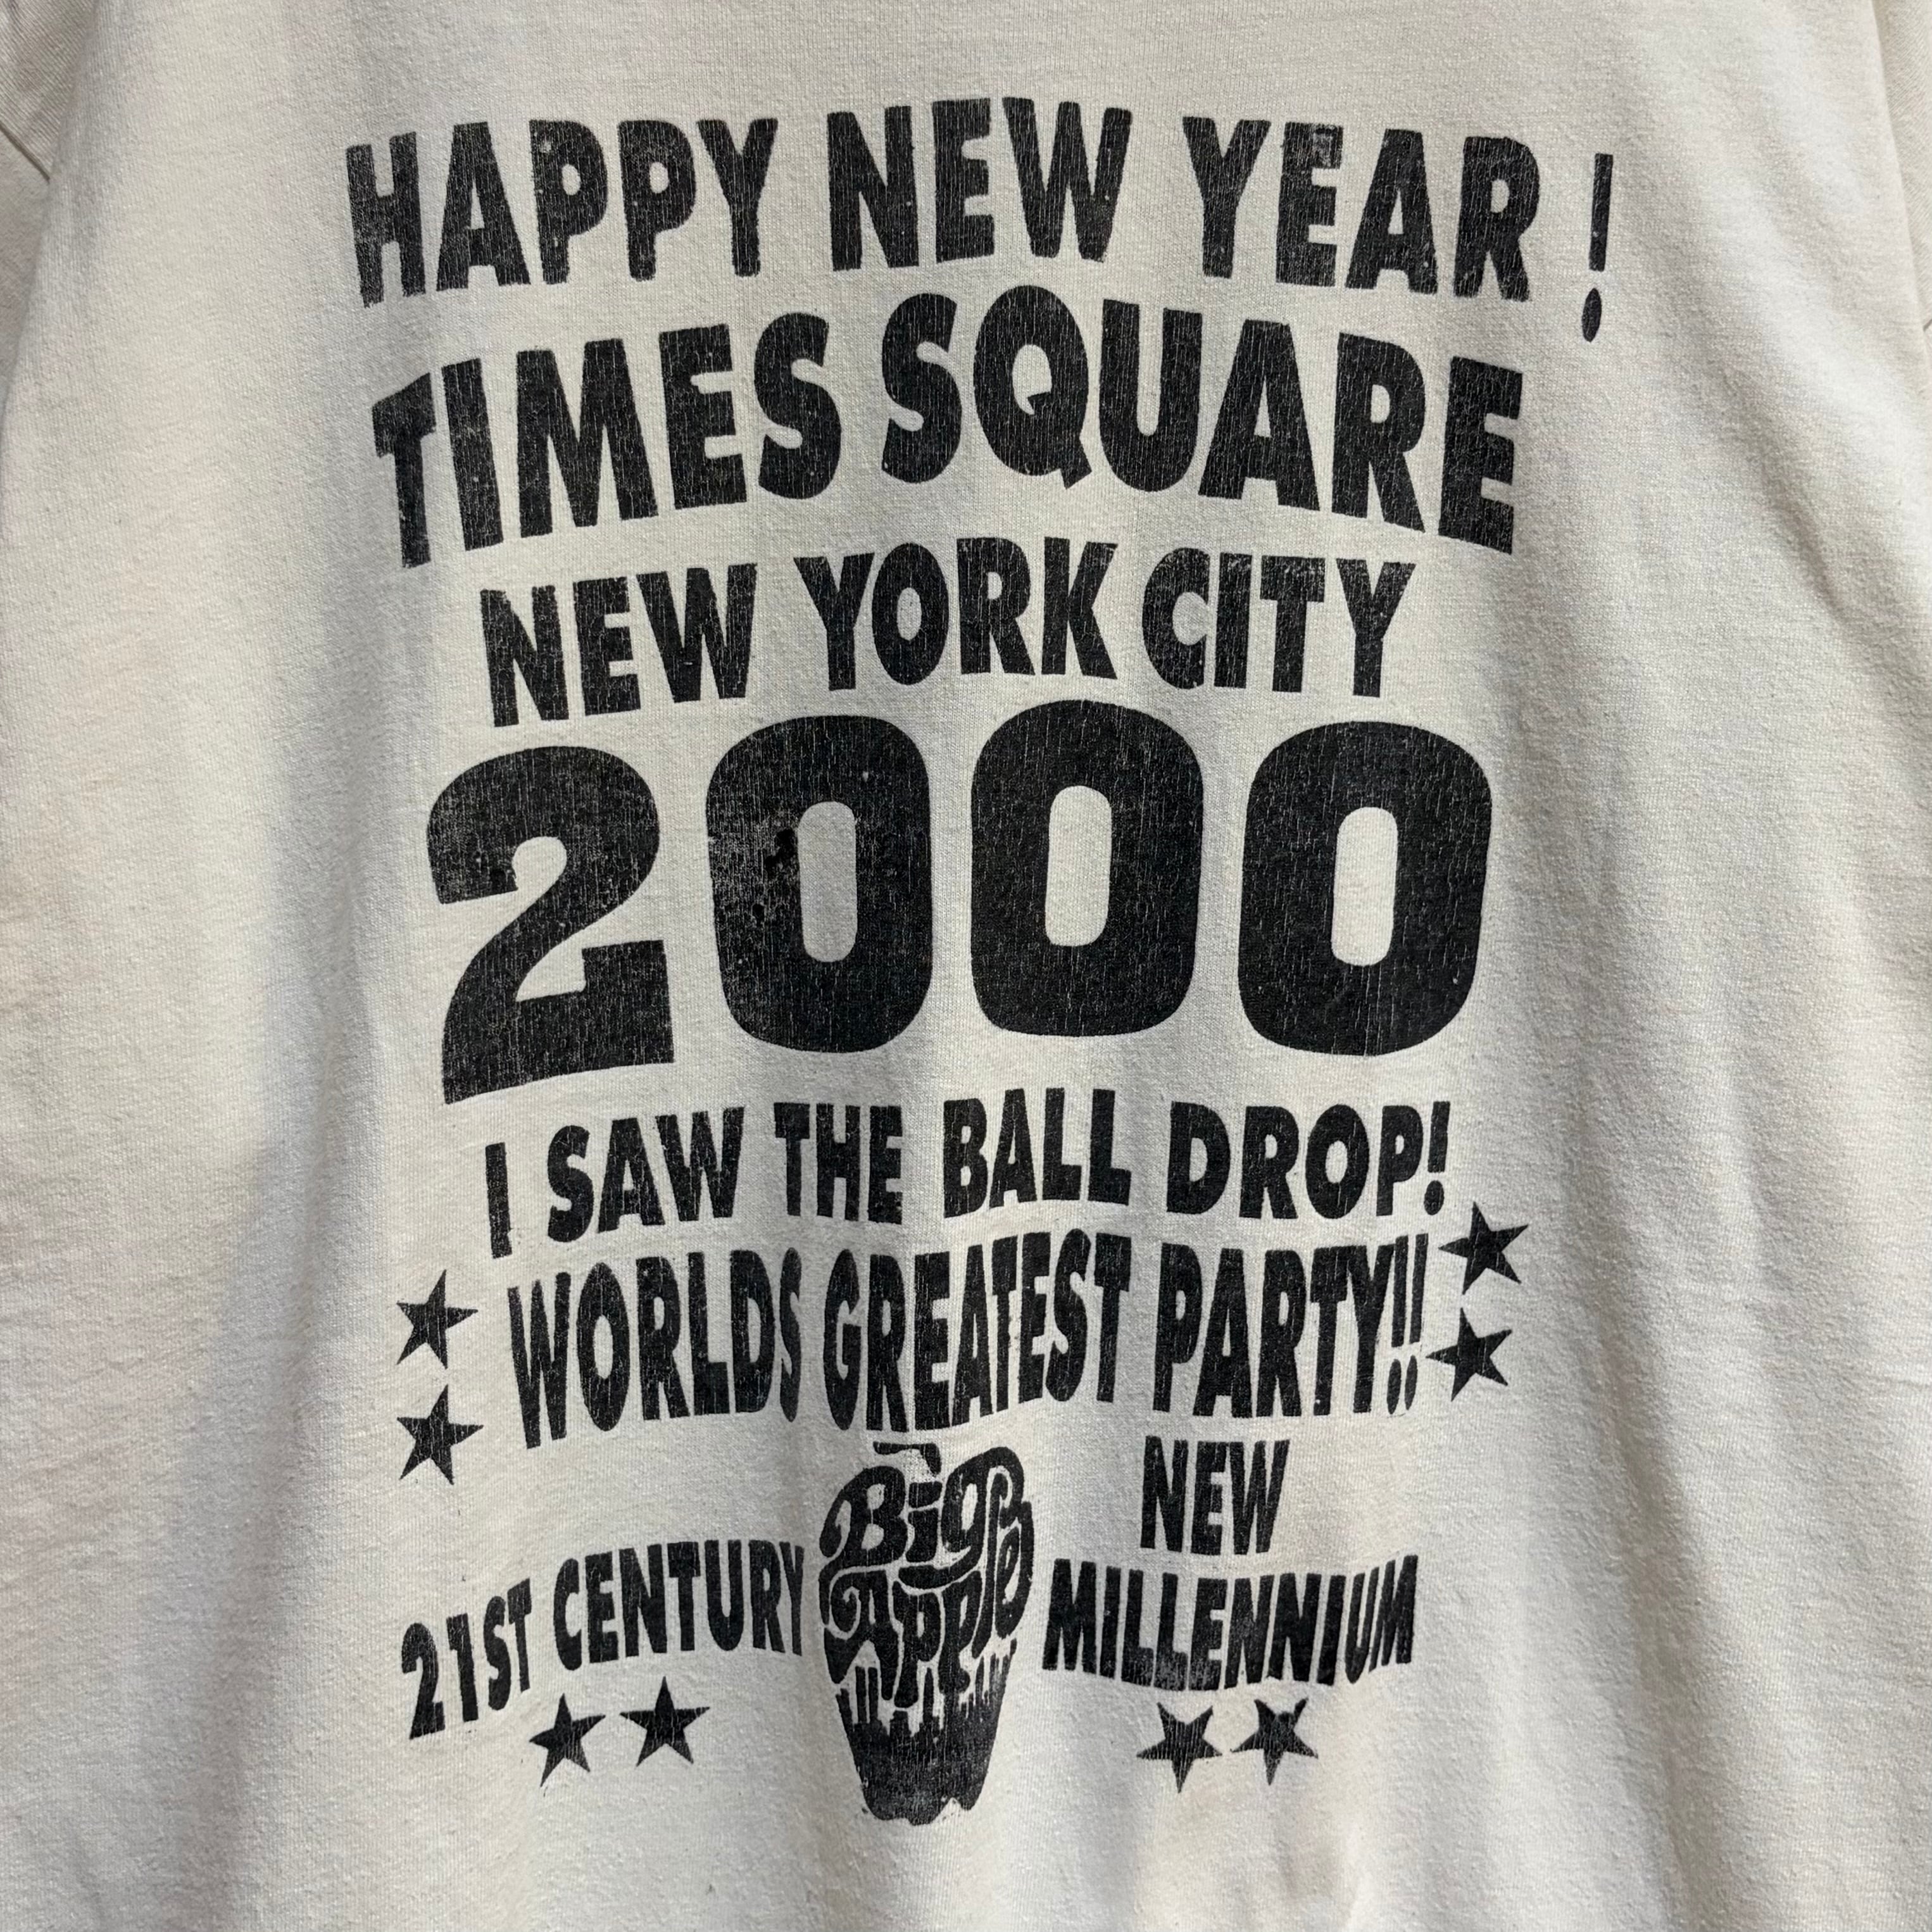 HAPPY NEW YEAR !
TIMES SQUARE
NEW YORK CITY
2000
I SAW THE BALL DROP!
WORLDS GREATEST PARTY!!
21ST CENTURY
Big
Apple
NEW
MILLENNIUM